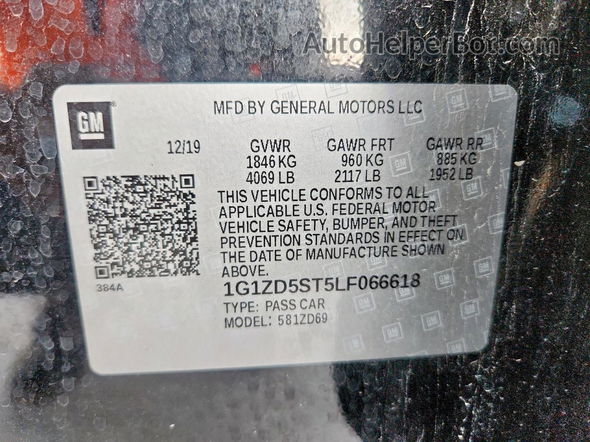 AutoHelperBot.com
GM
MFD BY GENERAL MOTORS LLC
12/19 GVWR GAWR FRT GAWR RR
1846 KG 960 KG 885 KG
4069 LB 2117 LB 1952 LB
THIS VEHICLE CONFORMS TO ALL
APPLICABLE U.S. FEDERAL MOTOR
VEHICLE SAFETY, BUMPER, AND THEFT
PREVENTION STANDARDS IN EFFECT ON
THE DATE OF MANUFACTURE SHOWN
ABOVE.
384A
1G1ZD5ST5LF066618
TYPE: PASS CAR
MODEL: 581ZD69